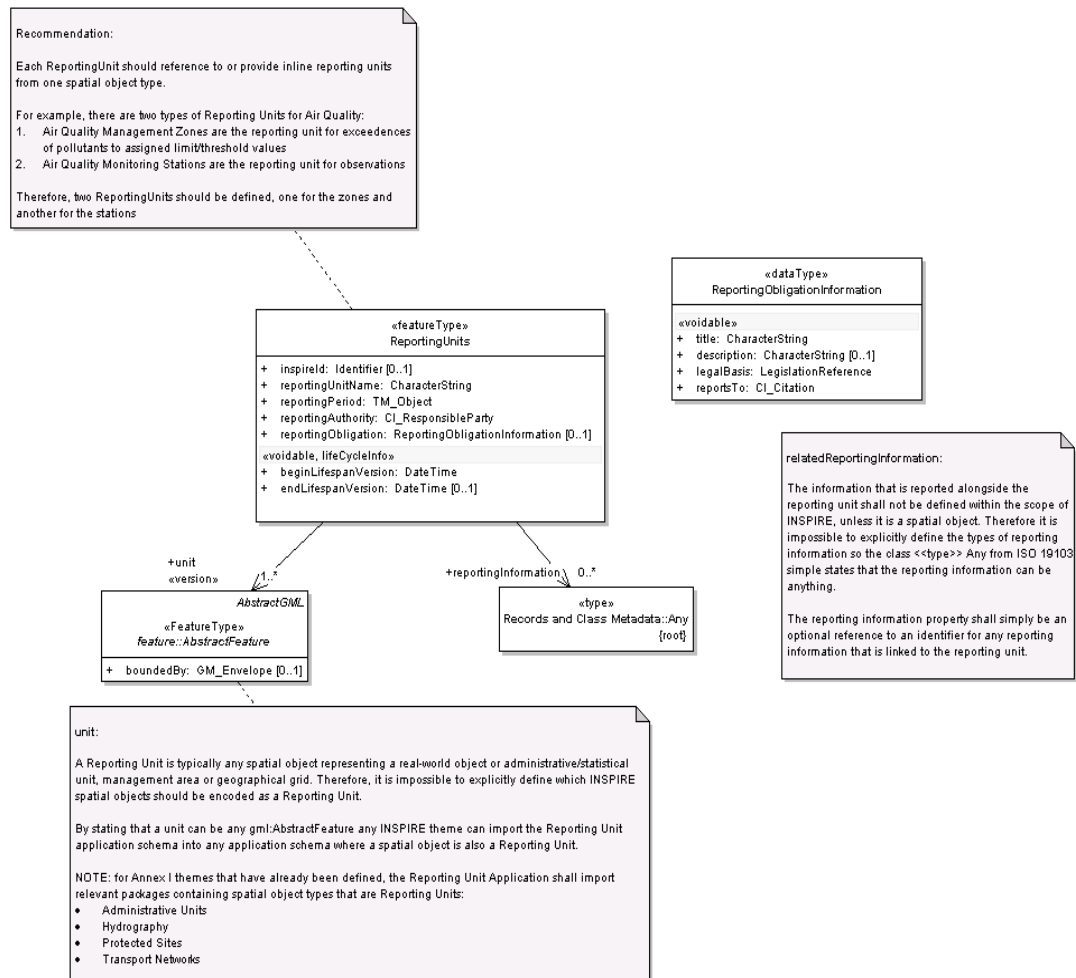 Recommendation:
Each ReportingUnit should reference to or provide inline reporting units
from one spatial object type.
For example, there are two types of Reporting Units for Air Quality:
1. Air Quality Management Zones are the reporting unit for exceedences
of pollutants to assigned limit/threshold values
2. Air Quality Monitoring Stations are the reporting unit for observations
Therefore, two ReportingUnits should be defined, one for the zones and
another for the stations
«dataType»
ReportingObligationInformation
«voidable»
+ title: CharacterString
+ description: CharacterString [0..1]
+ legalBasis: LegislationReference
+ reportsTo: CI_Citation
«featureType»
ReportingUnits
+ inspireId: Identifier [0..1]
+ reportingUnitName: CharacterString
+ reportingPeriod: TM_Object
+ reportingAuthority: CI_ResponsibleParty
+ reportingObligation: ReportingObligationInformation [0..1]
«voidable, lifeCycleInfo»
+ beginLifespanVersion: DateTime
+ endLifespanVersion: DateTime [0..1]
relatedReportingInformation:
The information that is reported alongside the
reporting unit shall not be defined within the scope of
INSPIRE, unless it is a spatial object. Therefore it is
impossible to explicitly define the types of reporting
information so the class <<type>> Any from ISO 19103
simple states that the reporting information can be
anything.
The reporting information property shall simply be an
optional reference to an identifier for any reporting
information that is linked to the reporting unit.
+unit
«version»
1..*
+reportingInformation
0..*
AbstractGML
«FeatureType»
feature::AbstractFeature
+ boundedBy: GM_Envelope [0..1]
«type»
Records and Class Metadata::Any
{root}
unit:
A Reporting Unit is typically any spatial object representing a real-world object or administrative/statistical
unit, management area or geographical grid. Therefore, it is impossible to explicitly define which INSPIRE
spatial objects should be encoded as a Reporting Unit.
By stating that a unit can be any gml:AbstractFeature any INSPIRE theme can import the Reporting Unit
application schema into any application schema where a spatial object is also a Reporting Unit.
NOTE: for Annex I themes that have already been defined, the Reporting Unit Application shall import
relevant packages containing spatial object types that are Reporting Units:
• Administrative Units
• Hydrography
• Protected Sites
• Transport Networks